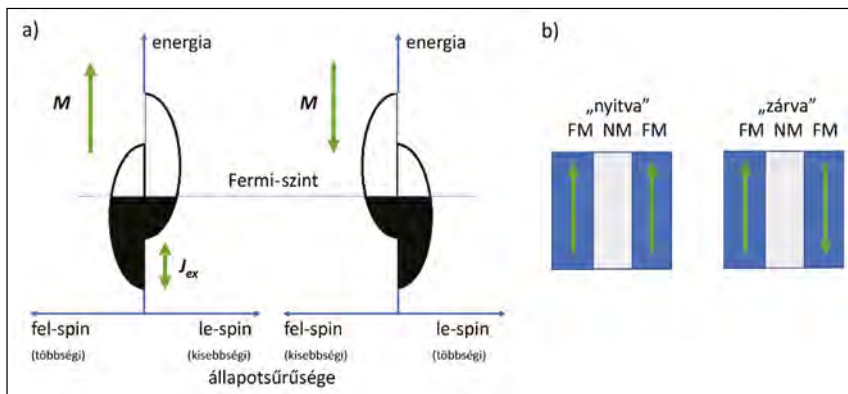 a)
energia
energia
M
M
Fermi-szint
J_ex
fel-spin
le-spin
fel-spin
le-spin
(többségi)
(kisebbségi)
(kisebbségi)
(többségi)
állapotsűrűsége
b)
„nyitva”
„zárva”
FM NM FM
FM NM FM